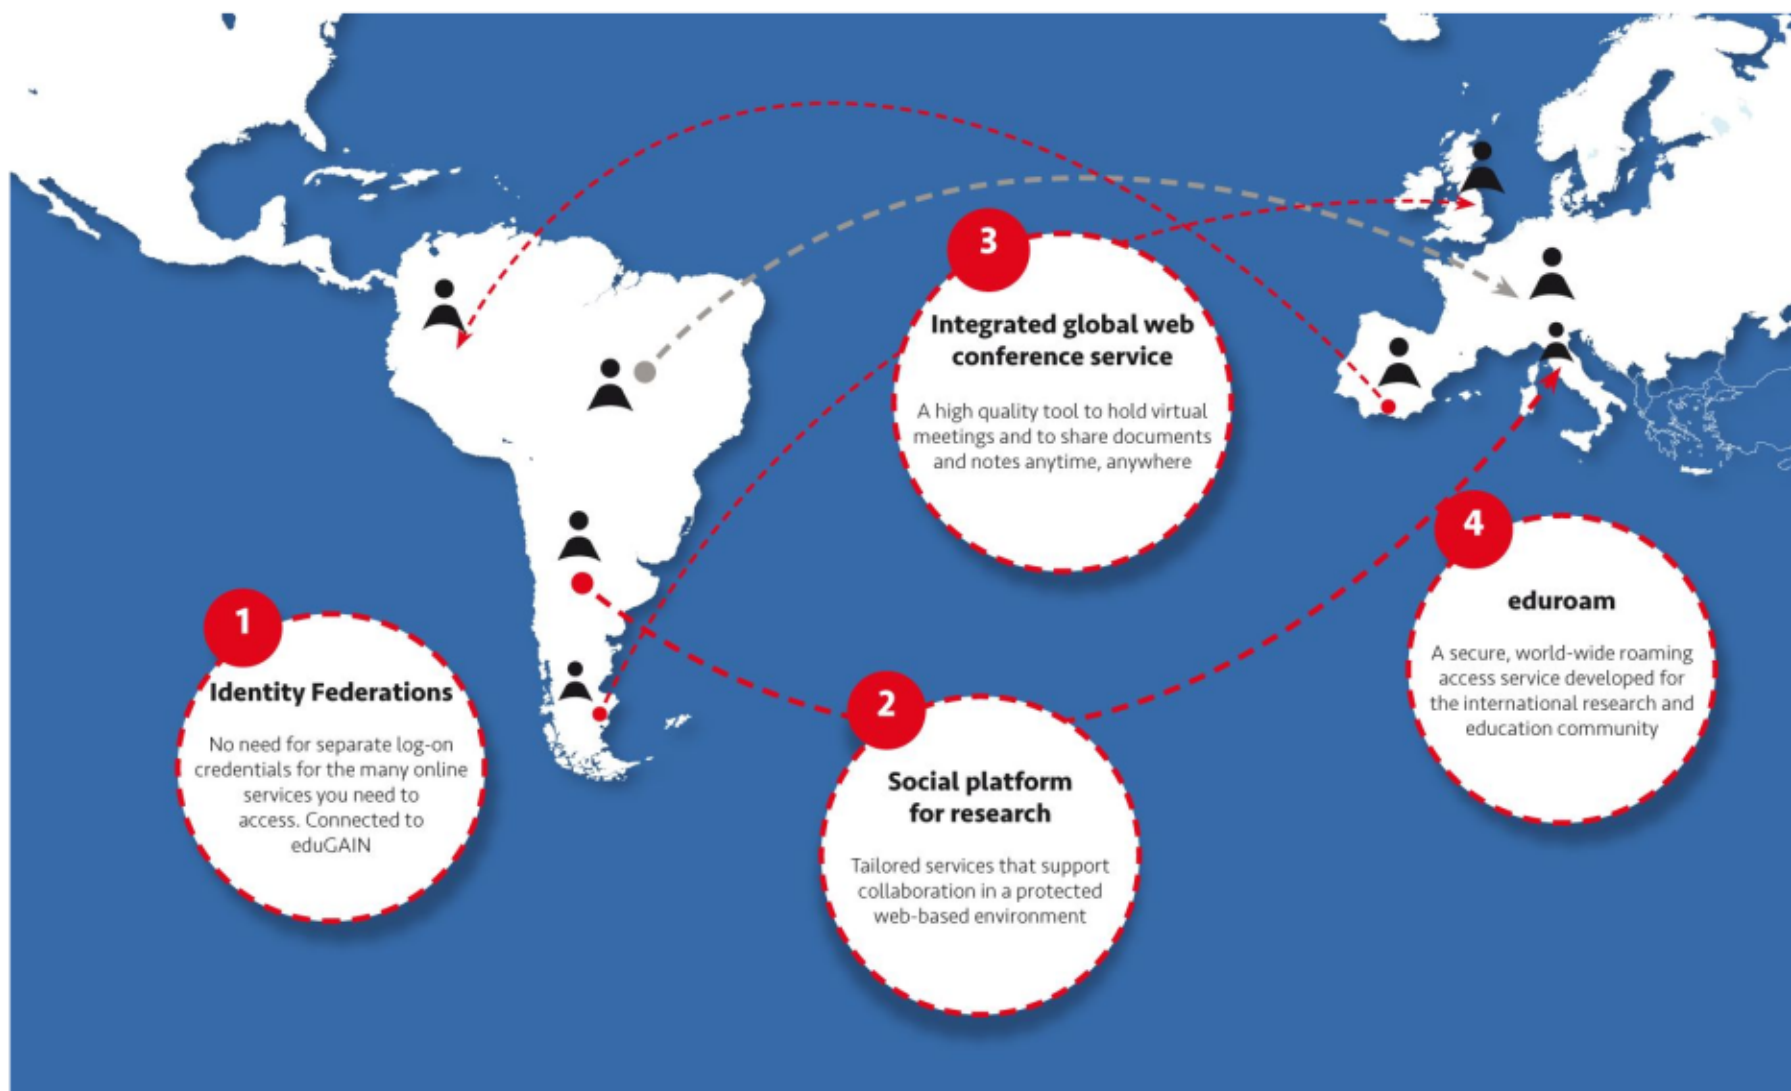 1
Identity Federations
No need for separate log-on
credentials for the many online
services you need to
access. Connected to
eduGAIN
2
Social platform
for research
Tailored services that support
collaboration in a protected
web-based environment
3
Integrated global web
conference service
A high quality tool to hold virtual
meetings and to share documents
and notes anytime, anywhere
4
eduroam
A secure, world-wide roaming
access service developed for
the international research and
education community